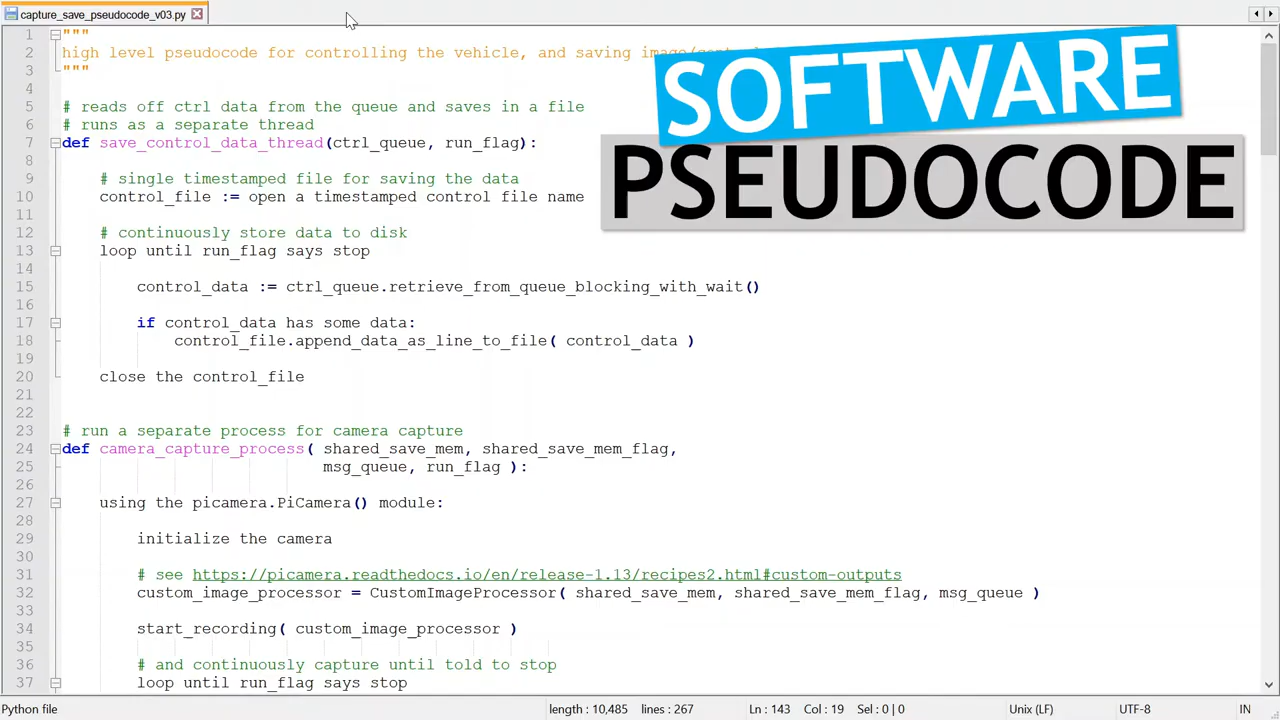 capture_save_pseudocode_v03.py
SOFTWARE
PSEUDOCODE
1 """
2 high level pseudocode for controlling the vehicle, and saving
3 """
4
5 # reads off ctrl data from the queue and saves in a file
6 # runs as a separate thread
7 def save_control_data_thread(ctrl_queue, run_flag):
8
9 # single timestamped file for saving the data
10 control_file := open a timestamped control file name
11
12 # continuously store data to disk
13 loop until run_flag says stop
14
15 control_data := ctrl_queue.retrieve_from_queue_blocking_with_wait()
16
17 if control_data has some data:
18 control_file.append_data_as_line_to_file( control_data )
19
20 close the control_file
21
22
23 # run a separate process for camera capture
24 def camera_capture_process( shared_save_mem, shared_save_mem_flag,
25 msg_queue, run_flag ):
26
27 using the picamera.PiCamera() module:
28
29 initialize the camera
30
31 # see https://picamera.readthedocs.io/en/release-1.13/recipes2.html#custom-outputs
32 custom_image_processor = CustomImageProcessor( shared_save_mem, shared_save_mem_flag, msg_queue )
33
34 start_recording( custom_image_processor )
35
36 # and continuously capture until told to stop
37 loop until run_flag says stop
Python file length : 10,485 lines : 267 Ln : 143 Col : 19 Sel : 0 | 0 Unix (LF) UTF-8 IN